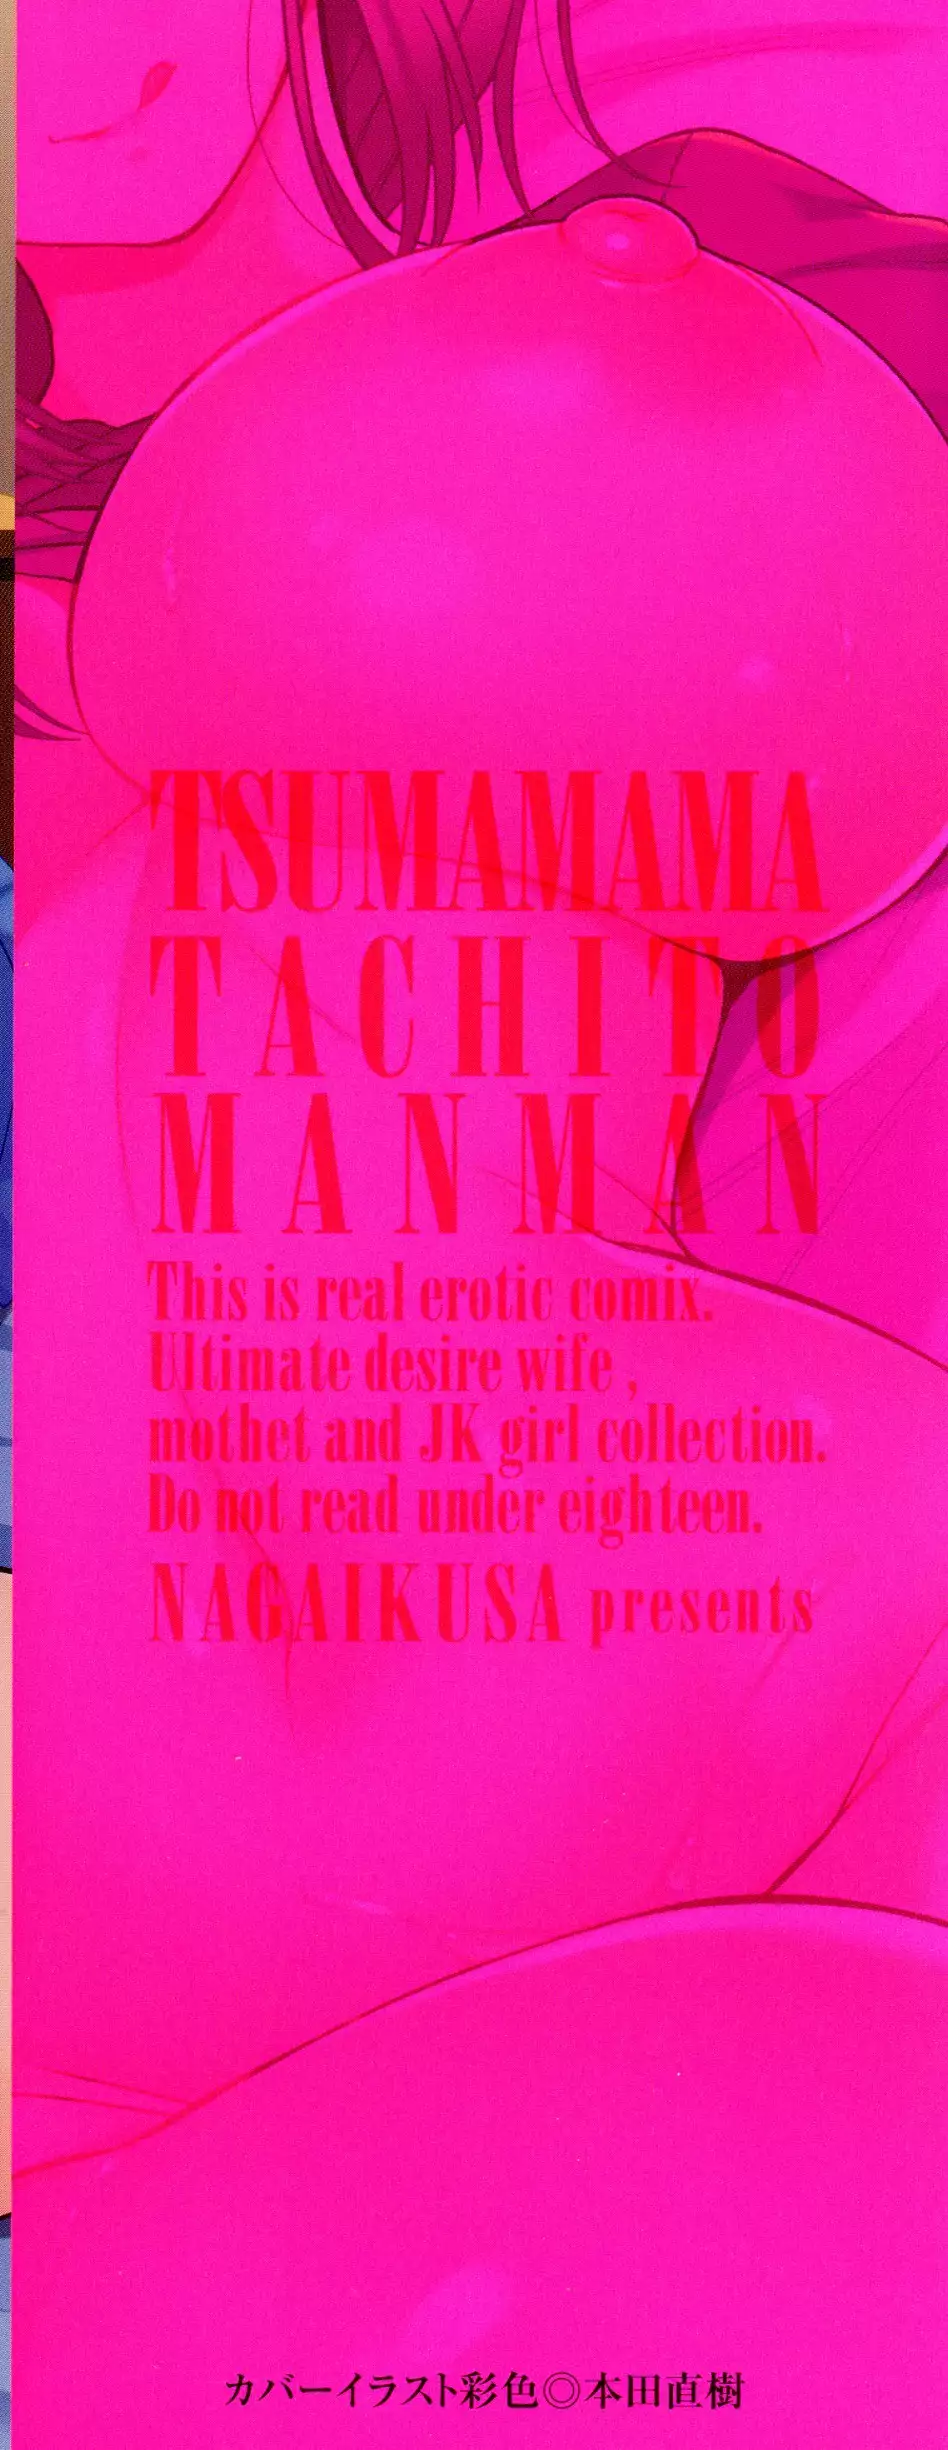 TSUMAMAMA
TACHITO
MANMAN
This is real erotic comix.
Ultimate desire wife ,
mothet and JK girl collection.
Do not read under eighteen.
NAGAIKUSA presents
カバーイラスト彩色◎本田直樹